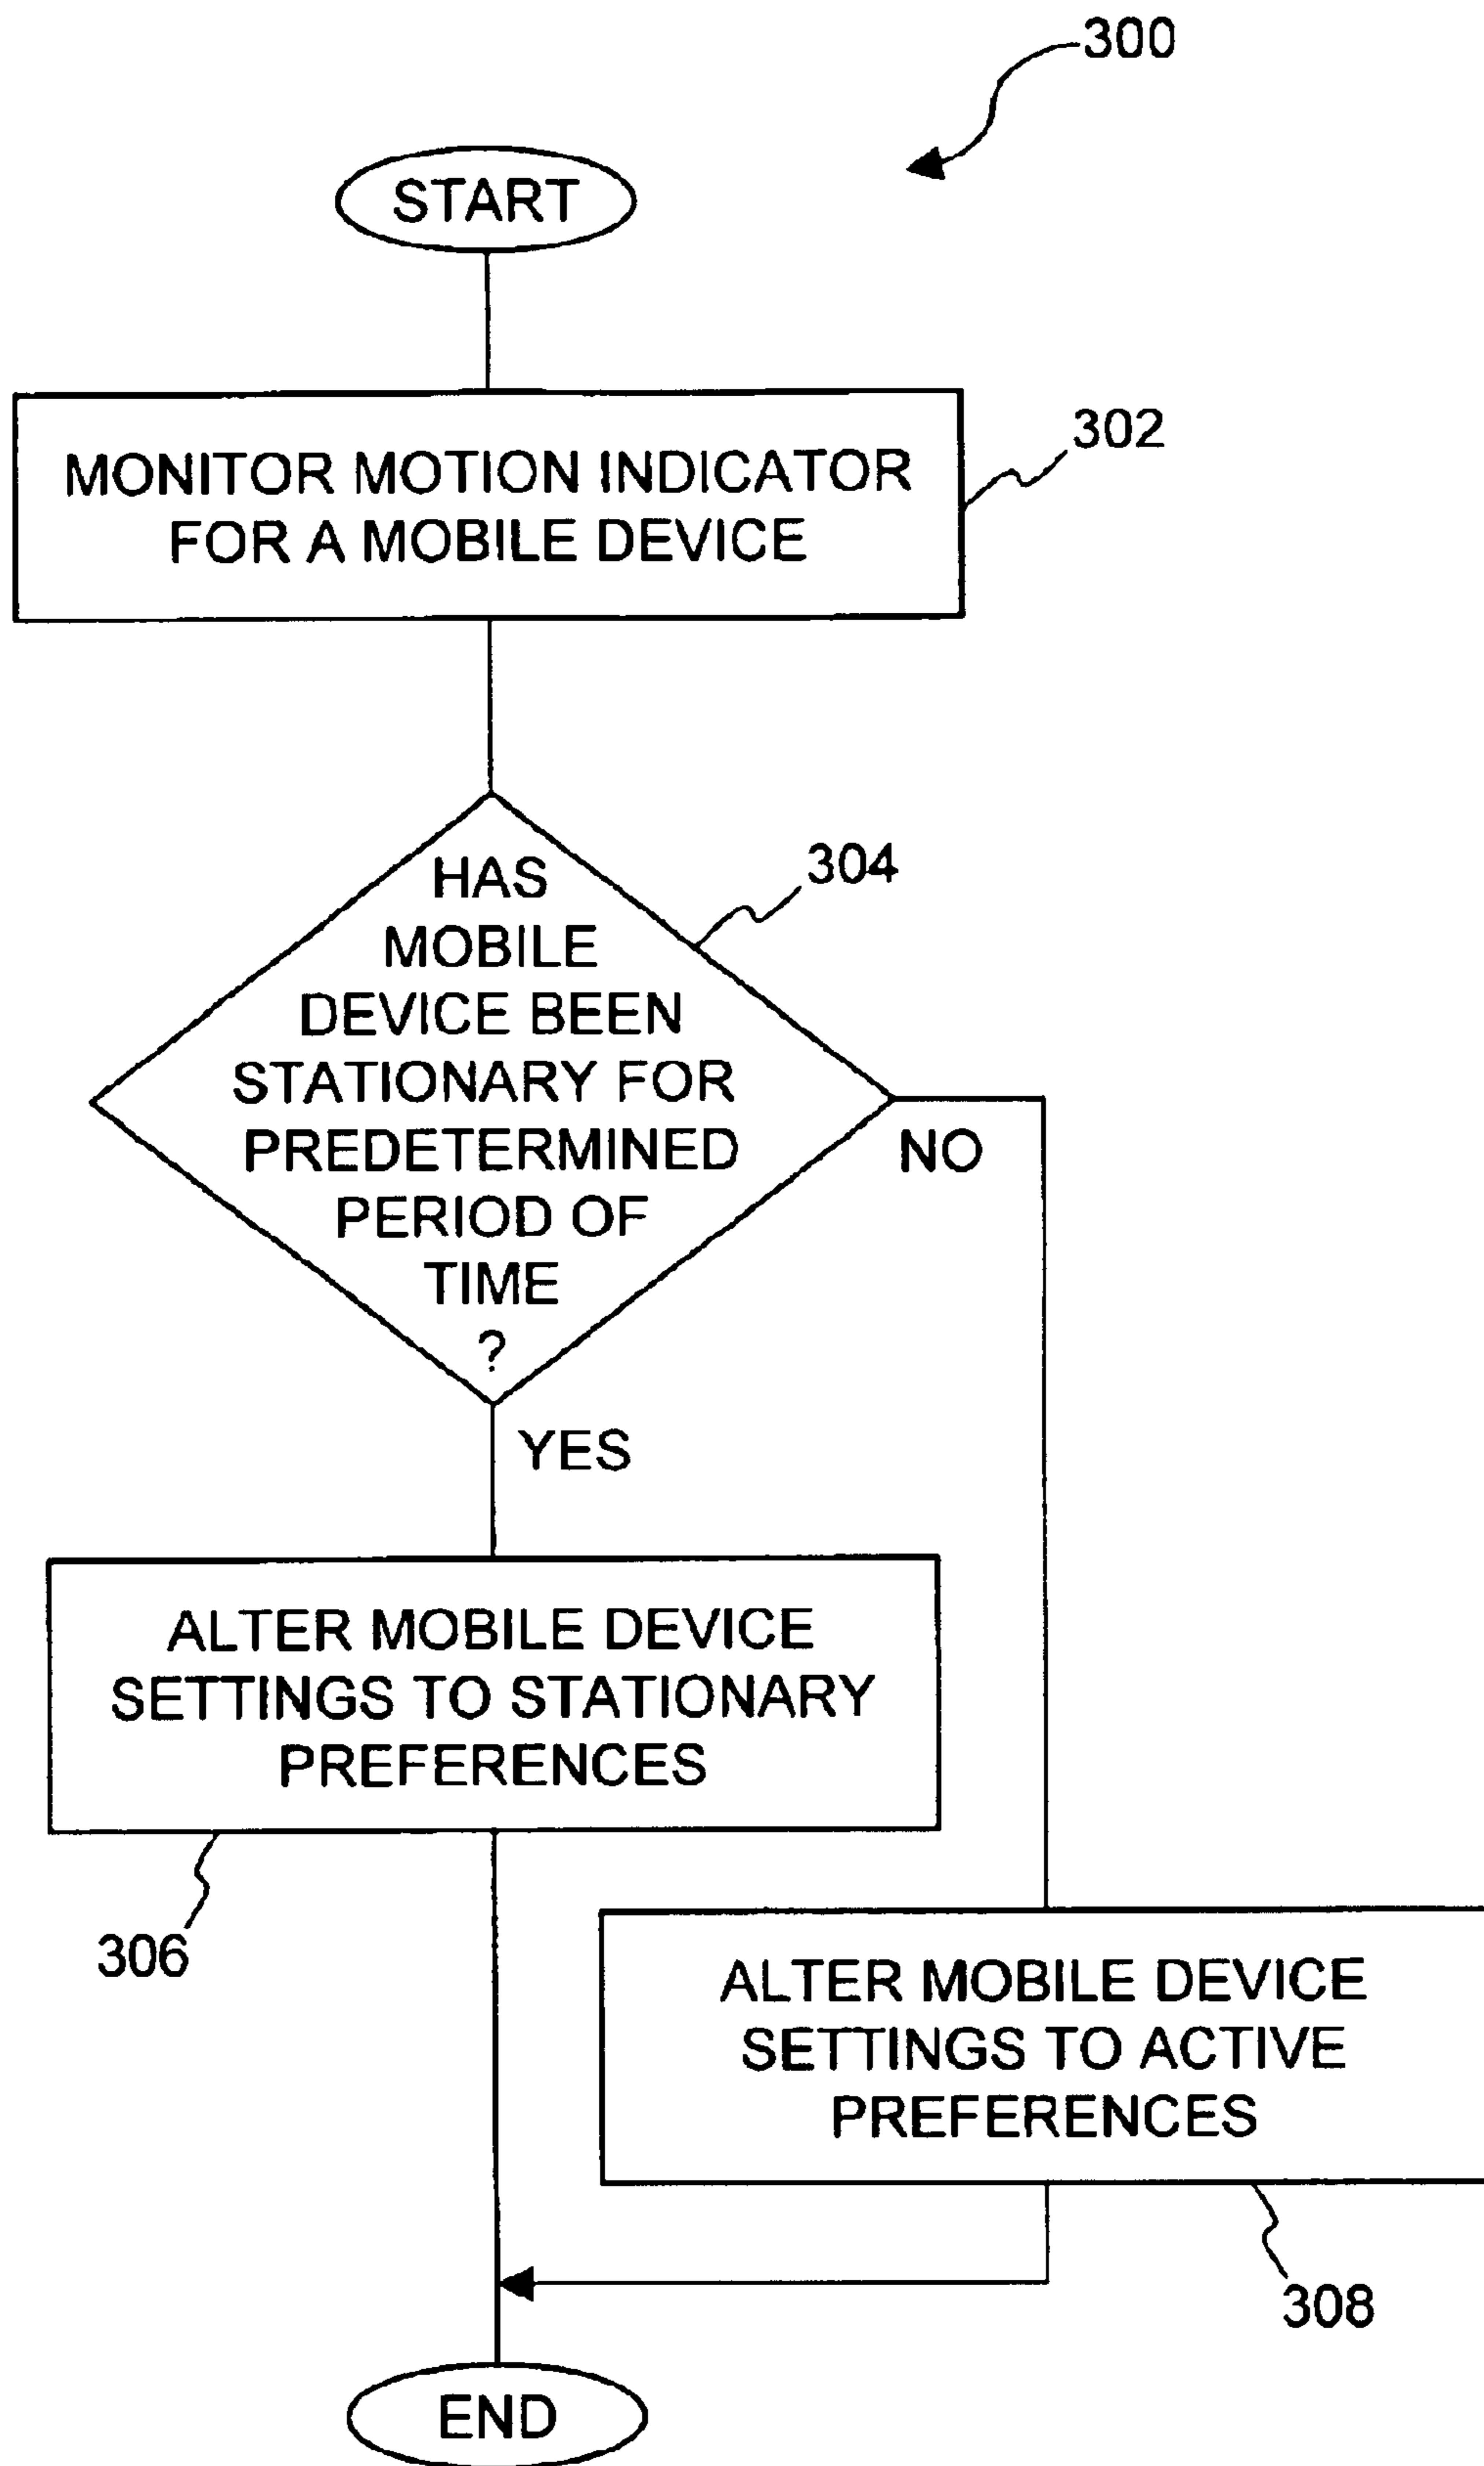 300
START
MONITOR MOTION INDICATOR
FOR A MOBILE DEVICE
302
HAS
MOBILE
DEVICE BEEN
STATIONARY FOR
PREDETERMINED
PERIOD OF
TIME
?
304
NO
YES
ALTER MOBILE DEVICE
SETTINGS TO STATIONARY
PREFERENCES
306
ALTER MOBILE DEVICE
SETTINGS TO ACTIVE
PREFERENCES
308
END